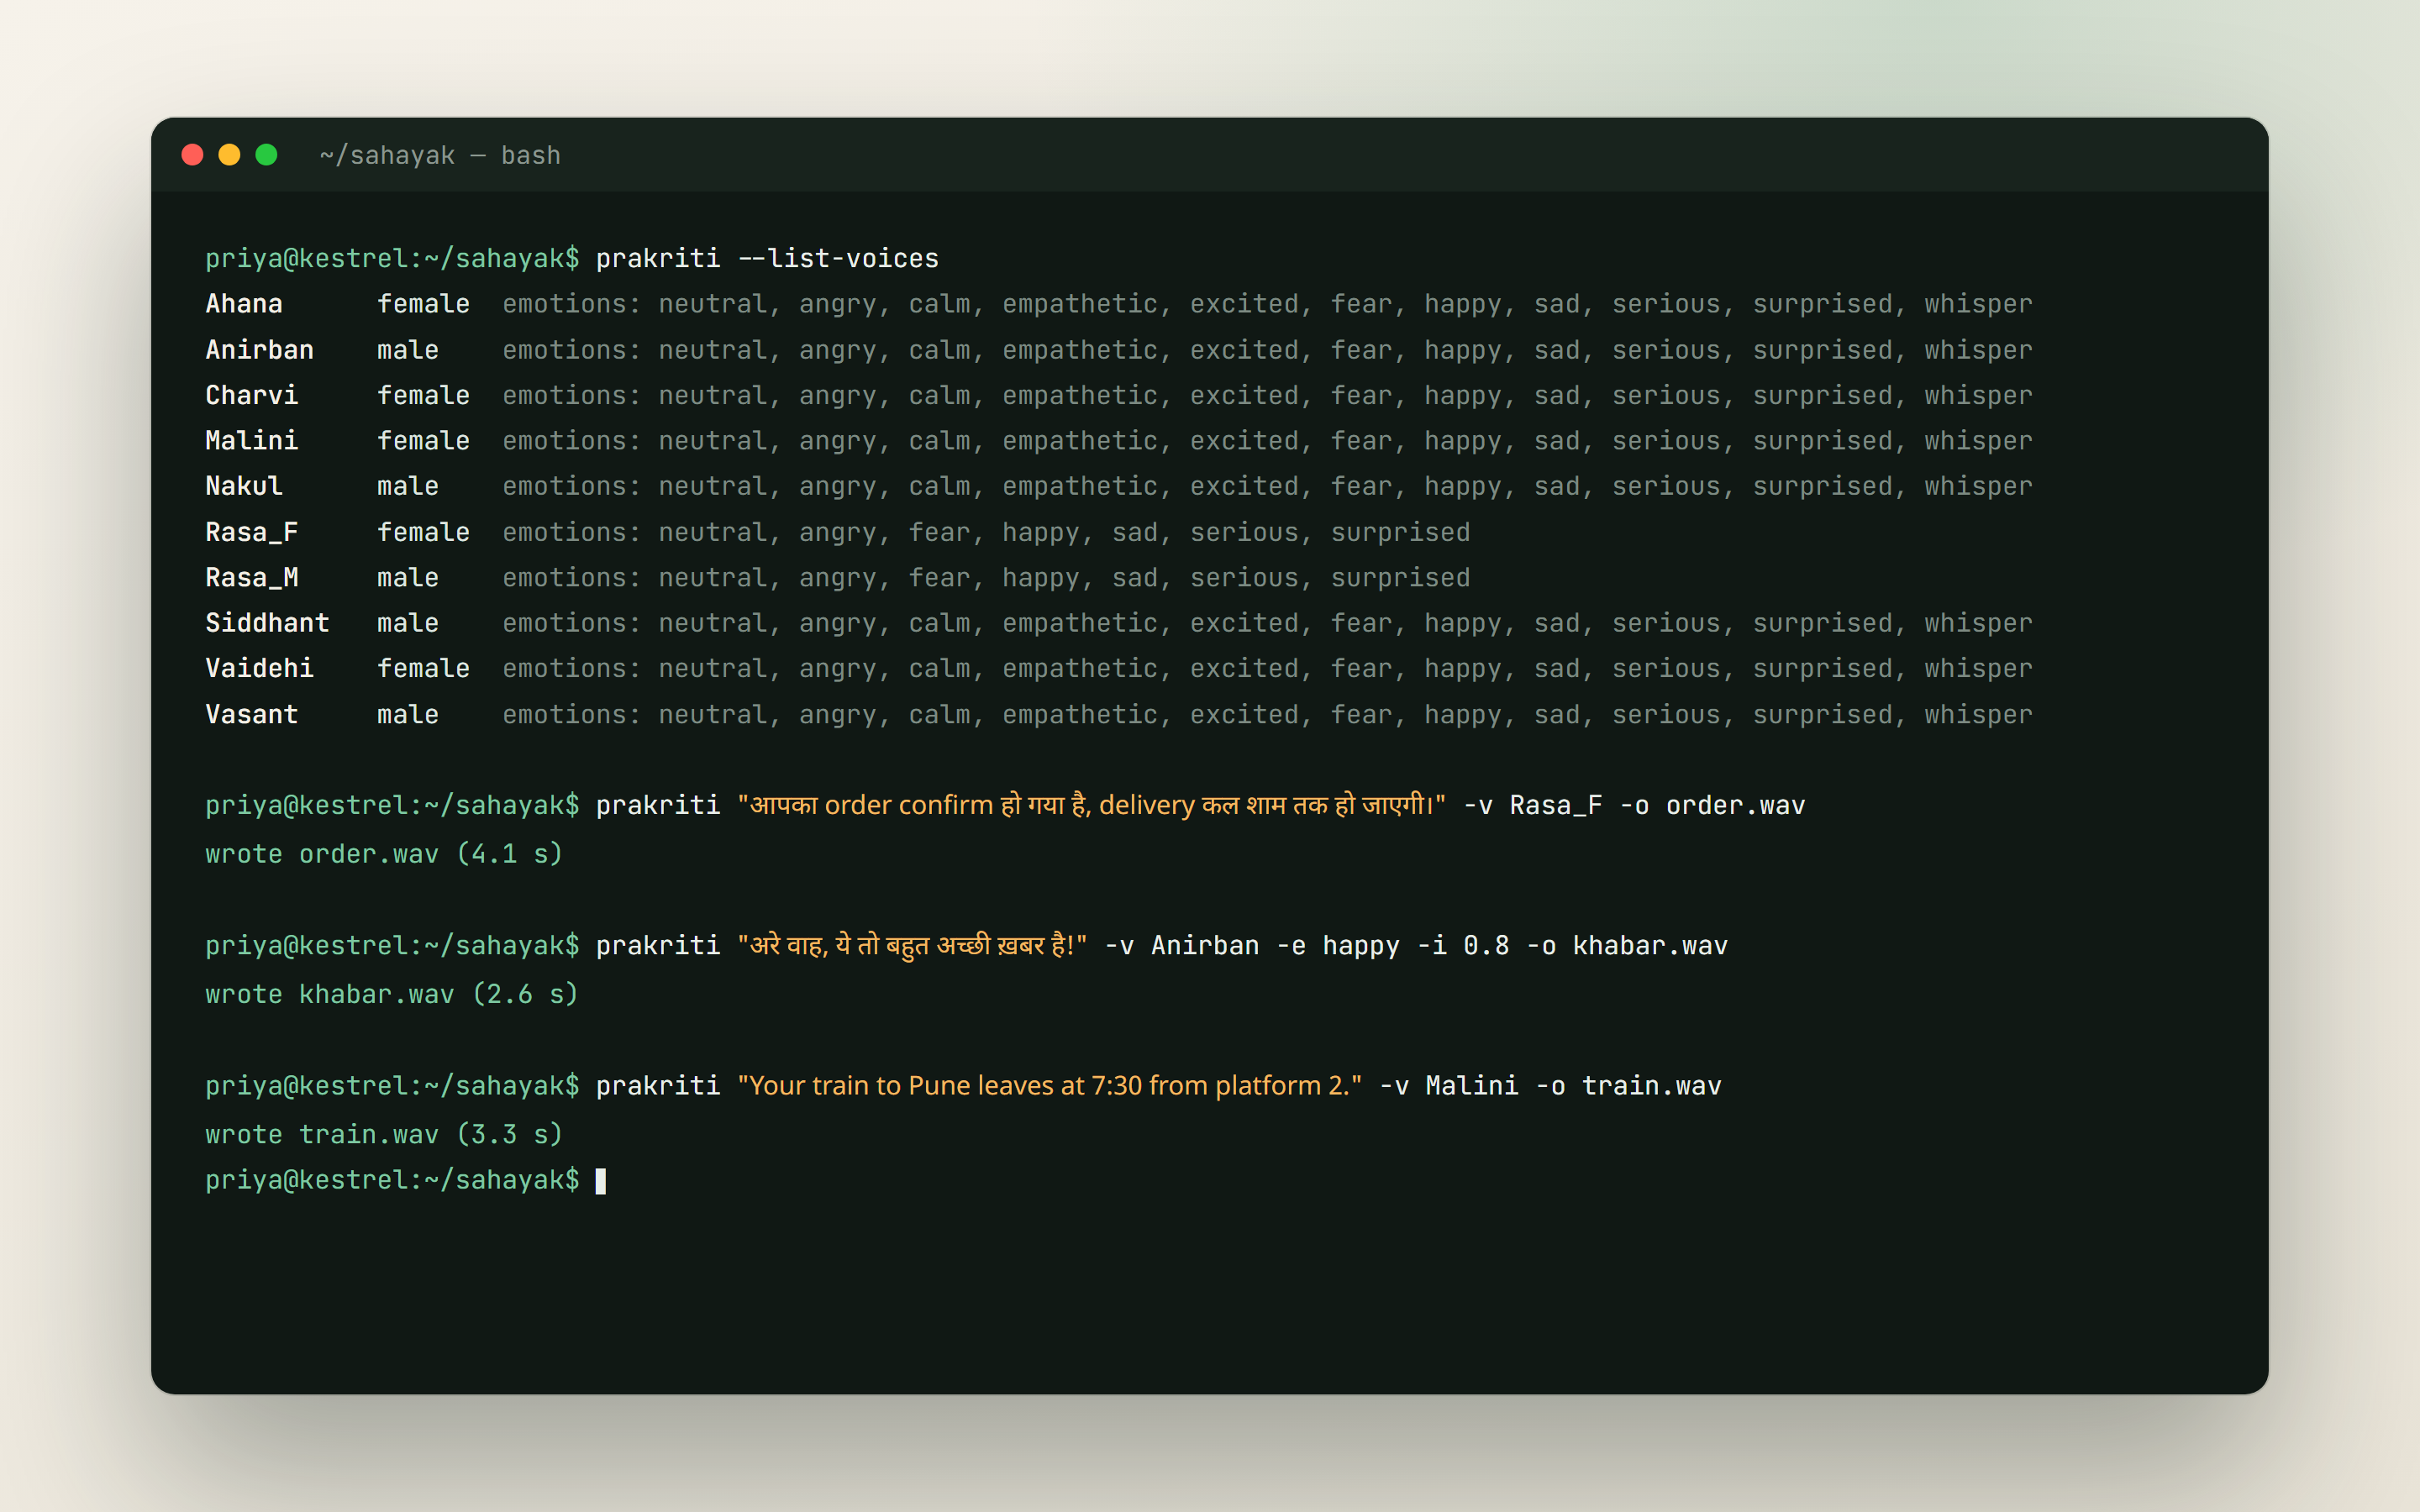 ~/sahayak — bash
priya@kestrel:~/sahayak$ prakriti --list-voices
Ahana female emotions: neutral, angry, calm, empathetic, excited, fear, happy, sad, serious, surprised, whisper
Anirban male emotions: neutral, angry, calm, empathetic, excited, fear, happy, sad, serious, surprised, whisper
Charvi female emotions: neutral, angry, calm, empathetic, excited, fear, happy, sad, serious, surprised, whisper
Malini female emotions: neutral, angry, calm, empathetic, excited, fear, happy, sad, serious, surprised, whisper
Nakul male emotions: neutral, angry, calm, empathetic, excited, fear, happy, sad, serious, surprised, whisper
Rasa_F female emotions: neutral, angry, fear, happy, sad, serious, surprised
Rasa_M male emotions: neutral, angry, fear, happy, sad, serious, surprised
Siddhant male emotions: neutral, angry, calm, empathetic, excited, fear, happy, sad, serious, surprised, whisper
Vaidehi female emotions: neutral, angry, calm, empathetic, excited, fear, happy, sad, serious, surprised, whisper
Vasant male emotions: neutral, angry, calm, empathetic, excited, fear, happy, sad, serious, surprised, whisper
priya@kestrel:~/sahayak$ prakriti "आपका order confirm हो गया है, delivery कल शाम तक हो जाएगी।" -v Rasa_F -o order.wav
wrote order.wav (4.1 s)
priya@kestrel:~/sahayak$ prakriti "अरे वाह, ये तो बहुत अच्छी ख़बर है!" -v Anirban -e happy -i 0.8 -o khabar.wav
wrote khabar.wav (2.6 s)
priya@kestrel:~/sahayak$ prakriti "Your train to Pune leaves at 7:30 from platform 2." -v Malini -o train.wav
wrote train.wav (3.3 s)
priya@kestrel:~/sahayak$